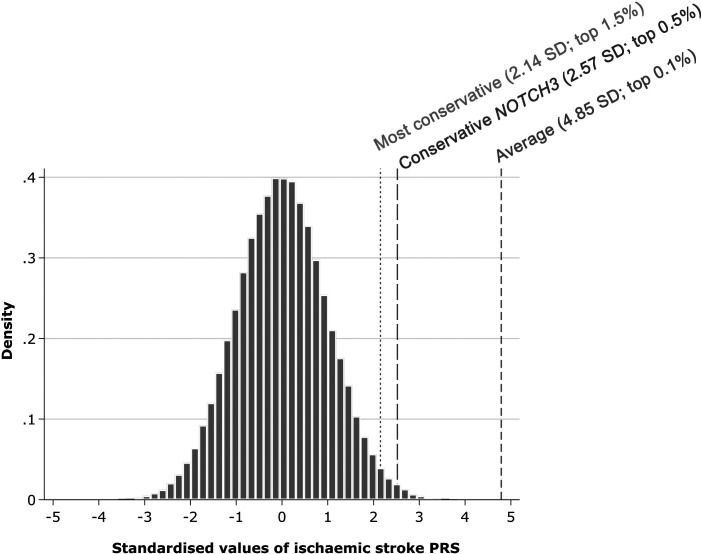 Most conservative (2.14 SD; top 1.5%)
Conservative NOTCH3 (2.57 SD; top 0.5%)
Average (4.85 SD; top 0.1%)
.4
.3
.2
.1
0
Density
-5 -4 -3 -2 -1 0 1 2 3 4 5
Standardised values of ischaemic stroke PRS